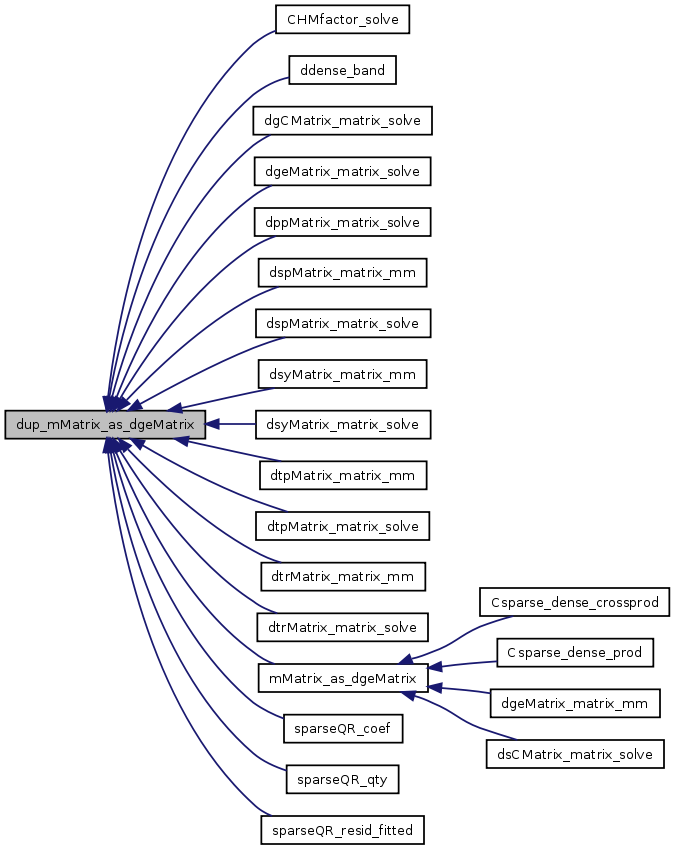 CHMfactor_solve
ddense_band
dgCMatrix_matrix_solve
dgeMatrix_matrix_solve
dppMatrix_matrix_solve
dspMatrix_matrix_mm
dspMatrix_matrix_solve
dsyMatrix_matrix_mm
dup_mMatrix_as_dgeMatrix
dsyMatrix_matrix_solve
dtpMatrix_matrix_mm
dtpMatrix_matrix_solve
dtrMatrix_matrix_mm
dtrMatrix_matrix_solve
mMatrix_as_dgeMatrix
Csparse_dense_crossprod
Csparse_dense_prod
dgeMatrix_matrix_mm
dsCMatrix_matrix_solve
sparseQR_coef
sparseQR_qty
sparseQR_resid_fitted